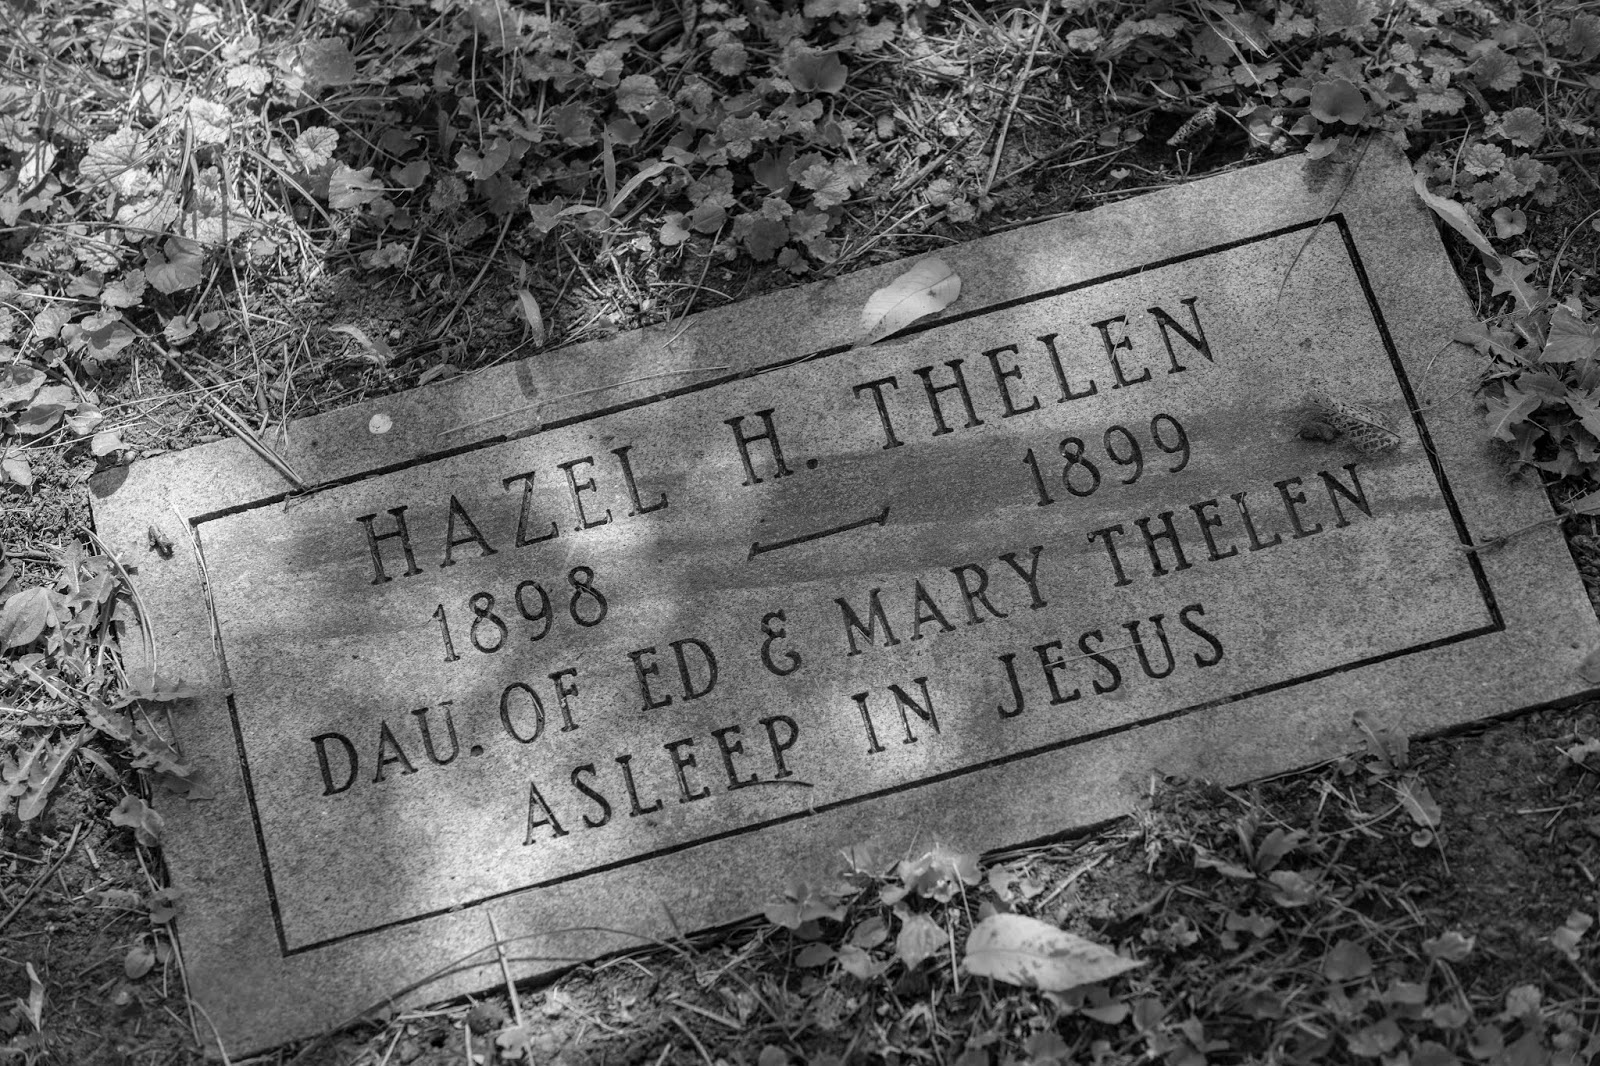 HAZEL H. THELEN
1898 — 1899
DAU. OF ED & MARY THELEN
ASLEEP IN JESUS